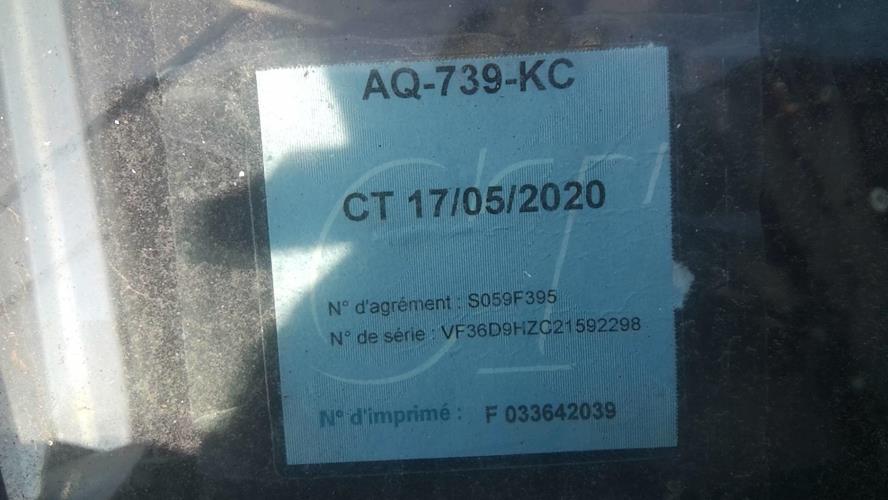 AQ-739-KC
CT 17/05/2020
N° d'agrément : S059F395
N° de série : VF36D9HZC21592298
N° d'imprimé : F 033642039